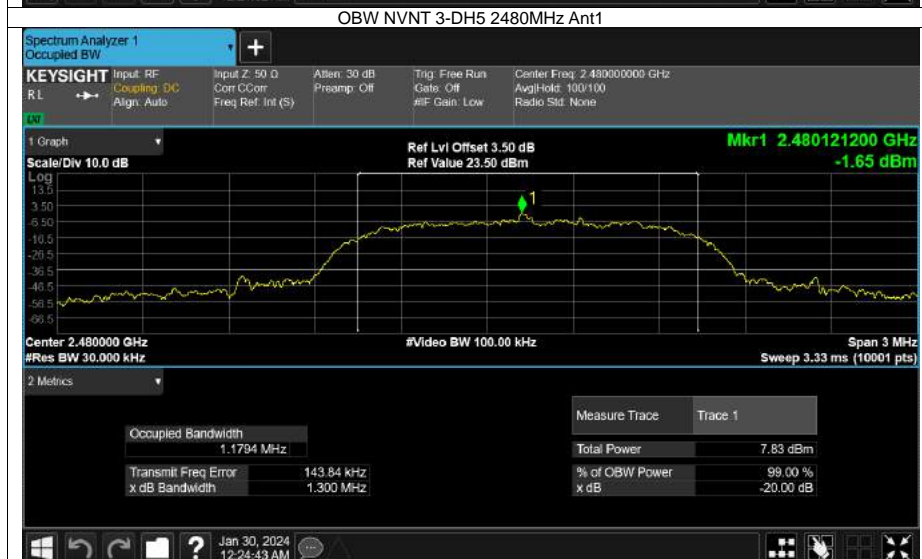 OBW NVNT 3-DH5 2480MHz Ant1
Spectrum Analyzer 1
Occupied BW
+
KEYSIGHT
RL
Input: RF
Coupling: DC
Align: Auto
Input Z: 50 Ω
Corr CCorr
Freq Ref: Int (S)
Atten: 30 dB
Preamp: Off
Trig: Free Run
Gate: Off
#IF Gain: Low
Center Freq: 2.480000000 GHz
Avg|Hold: 100/100
Radio Std: None
1 Graph
Scale/Div 10.0 dB
Ref Lvl Offset 3.50 dB
Ref Value 23.50 dBm
Mkr1 2.480121200 GHz
-1.65 dBm
Log
13.5
3.50
-6.50
-16.5
-26.5
-36.5
-46.5
-56.5
-66.5
1
Center 2.480000 GHz
#Res BW 30.000 kHz
#Video BW 100.00 kHz
Span 3 MHz
Sweep 3.33 ms (10001 pts)
2 Metrics
Occupied Bandwidth
1.1794 MHz
Transmit Freq Error 143.84 kHz
x dB Bandwidth 1.300 MHz
Measure Trace Trace 1
Total Power 7.83 dBm
% of OBW Power 99.00 %
x dB -20.00 dB
?
Jan 30, 2024
12:24:43 AM